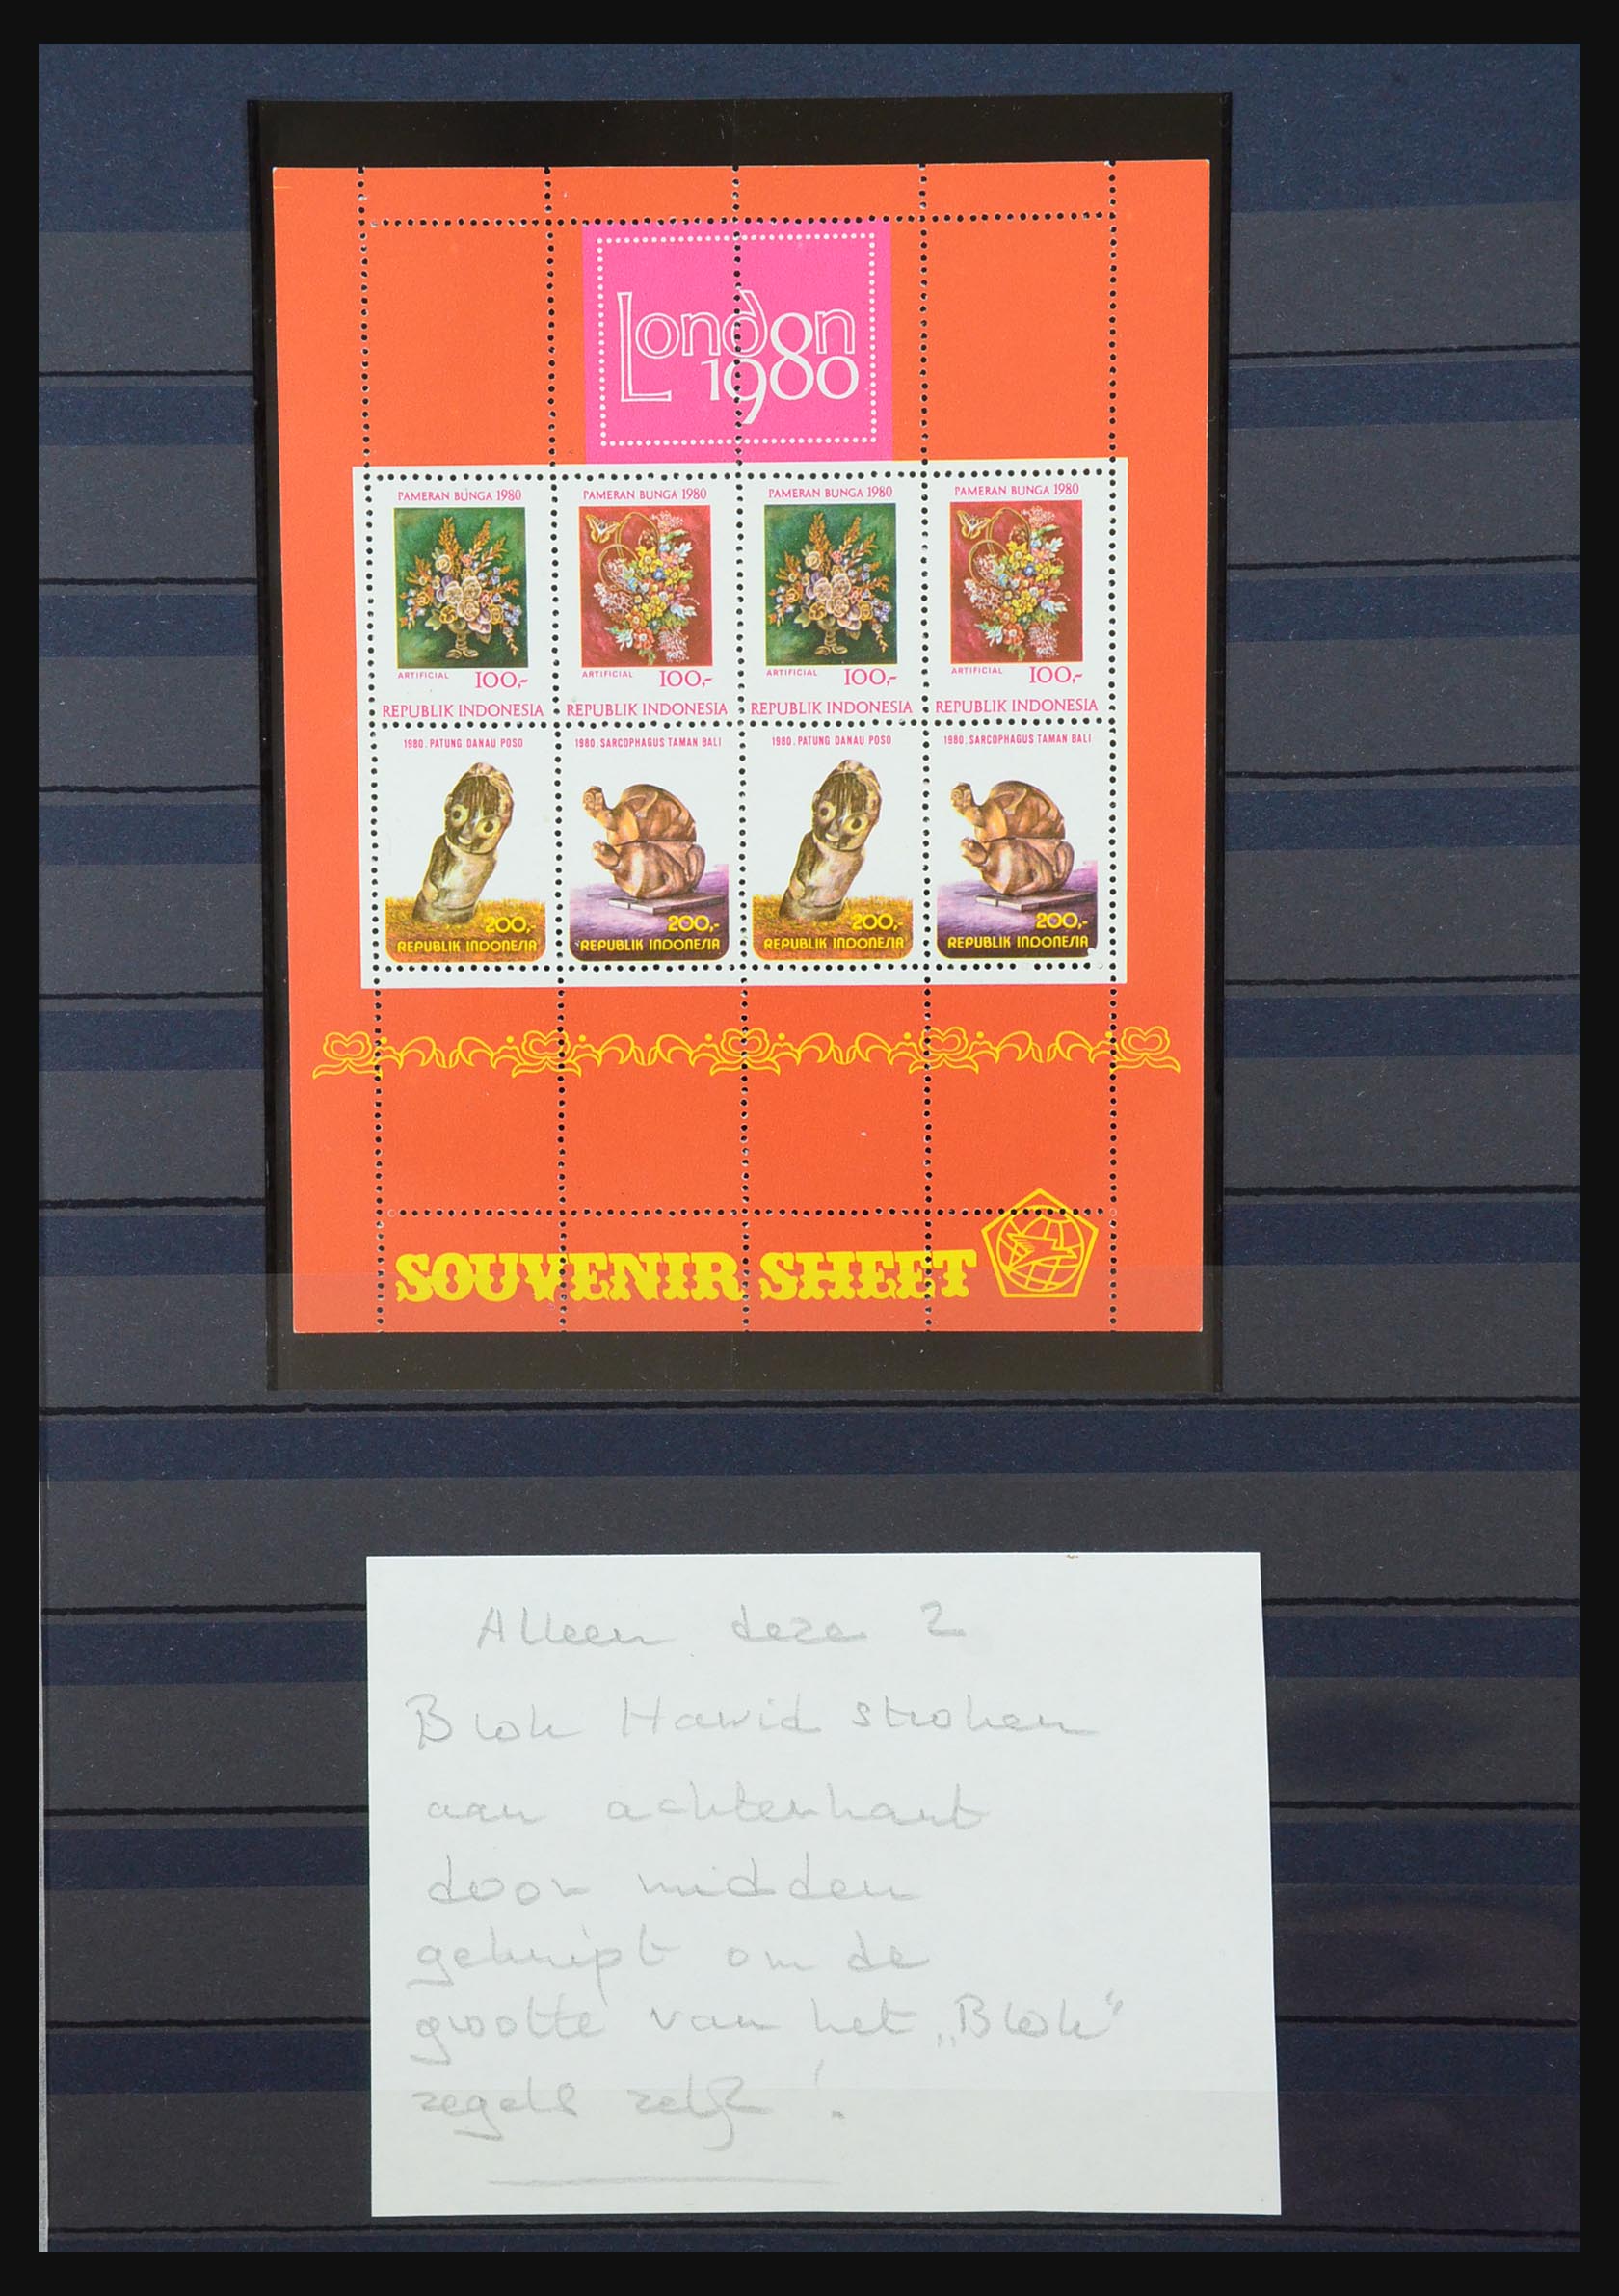 London
1980
PAMERAN BUNGA 1980
ARTIFICIAL
100,-
REPUBLIK INDONESIA
PAMERAN BUNGA 1980
ARTIFICIAL
100,-
REPUBLIK INDONESIA
PAMERAN BUNGA 1980
ARTIFICIAL
100,-
REPUBLIK INDONESIA
PAMERAN BUNGA 1980
ARTIFICIAL
100,-
REPUBLIK INDONESIA
1980. PATUNG DANAU POSO
200,-
REPUBLIK INDONESIA
1980. SARCOPHAGUS TAMAN BALI
200,-
REPUBLIK INDONESIA
1980. PATUNG DANAU POSO
200,-
REPUBLIK INDONESIA
1980. SARCOPHAGUS TAMAN BALI
200,-
REPUBLIK INDONESIA
SOUVENIR SHEET
Alleen deze 2
Blok Hawid stroken
aan achterkant
door midden
geknipt om de
grootte van het „Blok"
zegels zelf!